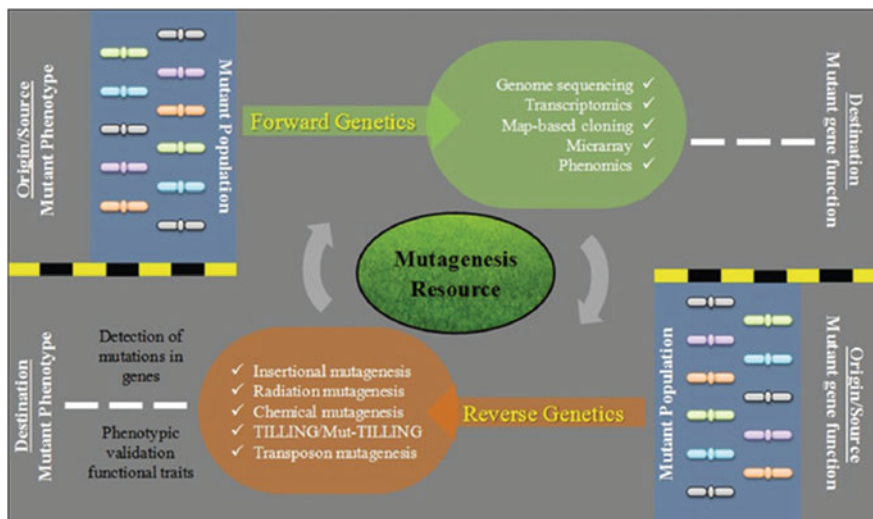 Origin/Source
Mutant Phenotype
Mutant Population
Forward Genetics
Genome sequencing ✓
Transcriptomics ✓
Map-based cloning ✓
Micrarray ✓
Phenomics ✓
Destination
Mutant gene function
Mutagenesis
Resource
Destination
Mutant Phenotype
Detection of
mutations in
genes
Phenotypic
validation
functional traits
✓ Insertional mutagenesis
✓ Radiation mutagenesis
✓ Chemical mutagenesis
✓ TILLING/Mut-TILLING
✓ Transposon mutagenesis
Reverse Genetics
Mutant Population
Origin/Source
Mutant gene function